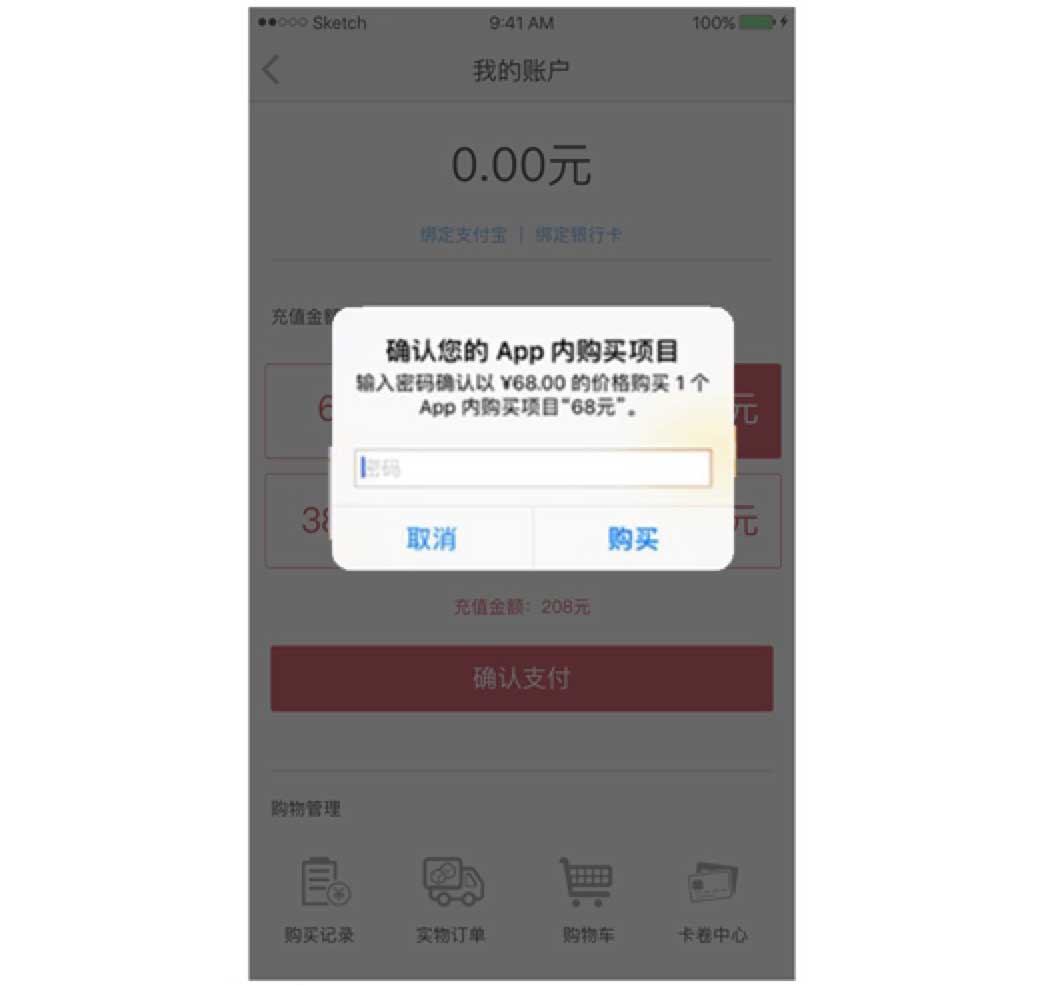 Sketch
9:41 AM
100%
我的账户
0.00元
绑定支付宝 | 绑定银行卡
充值金额
确认您的 App 内购买项目
输入密码确认以 ¥68.00 的价格购买 1 个
App 内购买项目“68元”。
6
元
密码
38
元
取消
购买
充值金额：208元
确认支付
购物管理
购买记录
实物订单
购物车
卡卷中心